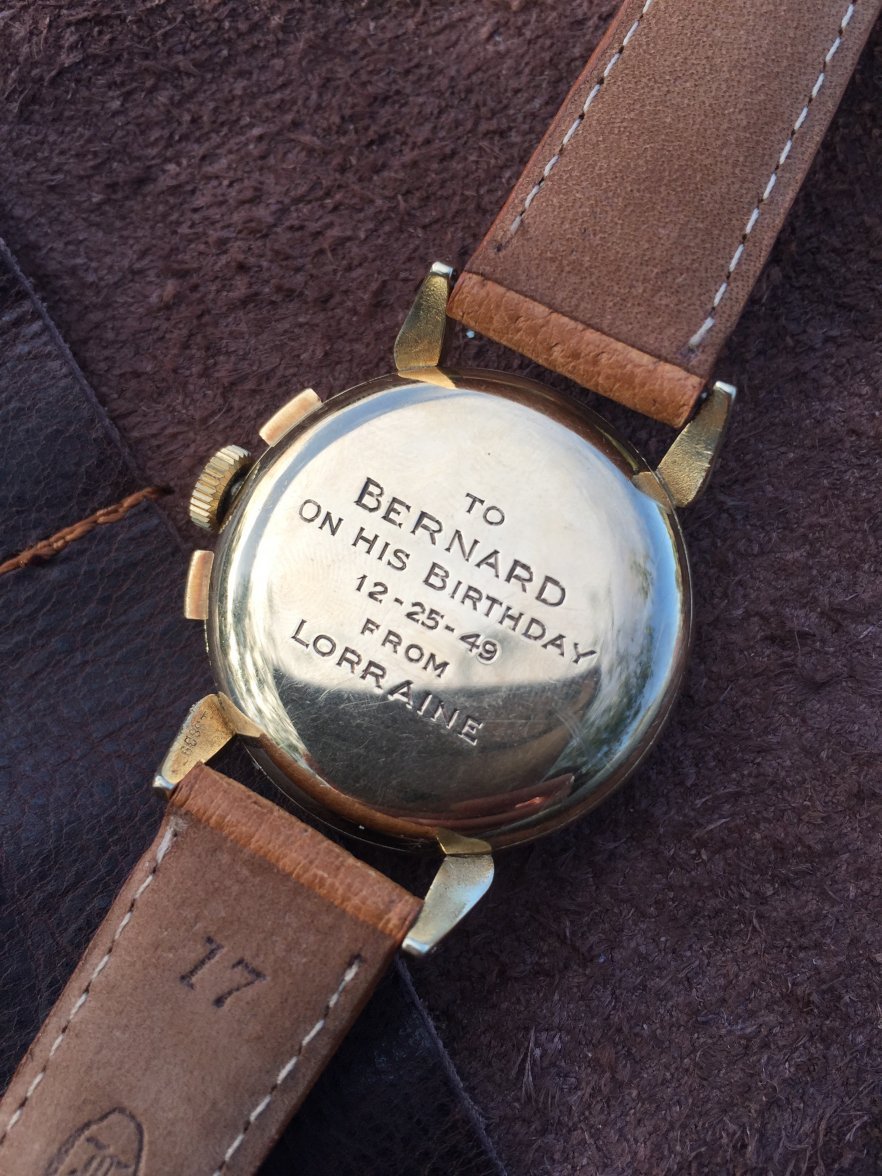 TO
BERNARD
ON HIS BIRTHDAY
12-25-49
FROM
LORRAINE
17